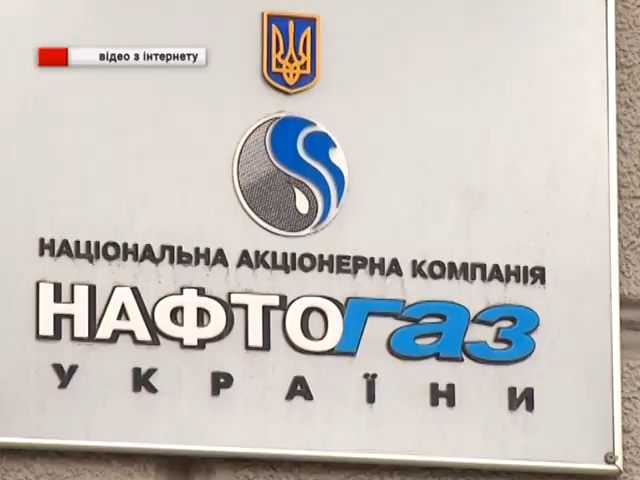 відео з інтернету
НАЦІОНАЛЬНА АКЦІОНЕРНА КОМПАНІЯ
НАФТОгаз
УКРАЇНИ